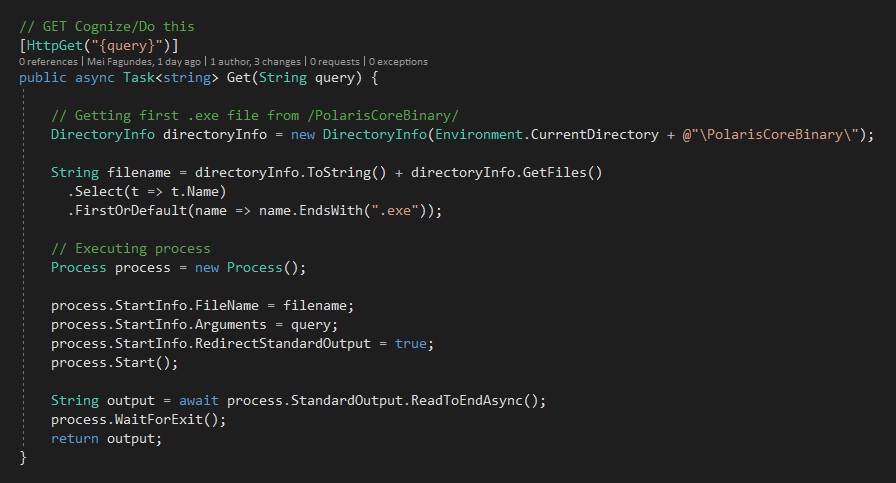 // GET Cognize/Do this
[HttpGet("{query}")]
0 references | Mei Fagundes, 1 day ago | 1 author, 3 changes | 0 requests | 0 exceptions
public async Task<string> Get(String query) {
// Getting first .exe file from /PolarisCoreBinary/
DirectoryInfo directoryInfo = new DirectoryInfo(Environment.CurrentDirectory + @"\PolarisCoreBinary\");
String filename = directoryInfo.ToString() + directoryInfo.GetFiles()
.Select(t => t.Name)
.FirstOrDefault(name => name.EndsWith(".exe"));
// Executing process
Process process = new Process();
process.StartInfo.FileName = filename;
process.StartInfo.Arguments = query;
process.StartInfo.RedirectStandardOutput = true;
process.Start();
String output = await process.StandardOutput.ReadToEndAsync();
process.WaitForExit();
return output;
}